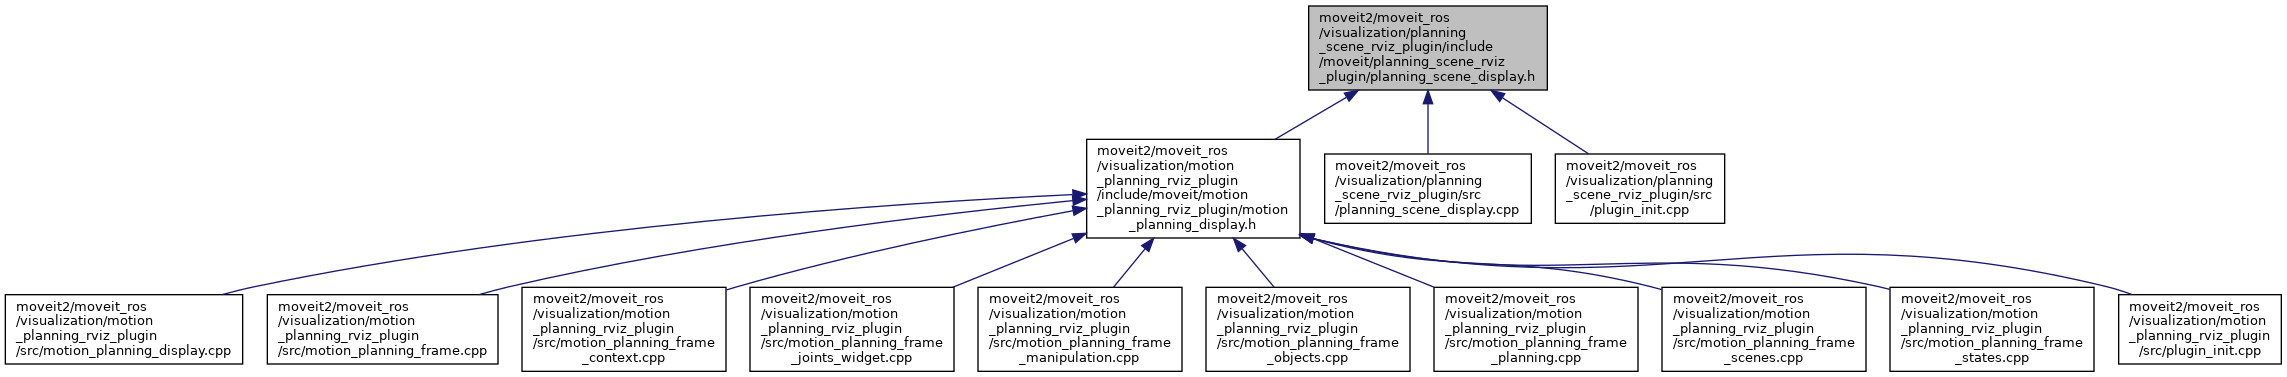 moveit2/moveit_ros
/visualization/planning
_scene_rviz_plugin/include
/moveit/planning_scene_rviz
_plugin/planning_scene_display.h
moveit2/moveit_ros
/visualization/motion
_planning_rviz_plugin
/include/moveit/motion
_planning_rviz_plugin/motion
_planning_display.h
moveit2/moveit_ros
/visualization/planning
_scene_rviz_plugin/src
/planning_scene_display.cpp
moveit2/moveit_ros
/visualization/planning
_scene_rviz_plugin/src
/plugin_init.cpp
moveit2/moveit_ros
/visualization/motion
_planning_rviz_plugin
/src/motion_planning_display.cpp
moveit2/moveit_ros
/visualization/motion
_planning_rviz_plugin
/src/motion_planning_frame.cpp
moveit2/moveit_ros
/visualization/motion
_planning_rviz_plugin
/src/motion_planning_frame
_context.cpp
moveit2/moveit_ros
/visualization/motion
_planning_rviz_plugin
/src/motion_planning_frame
_joints_widget.cpp
moveit2/moveit_ros
/visualization/motion
_planning_rviz_plugin
/src/motion_planning_frame
_manipulation.cpp
moveit2/moveit_ros
/visualization/motion
_planning_rviz_plugin
/src/motion_planning_frame
_objects.cpp
moveit2/moveit_ros
/visualization/motion
_planning_rviz_plugin
/src/motion_planning_frame
_planning.cpp
moveit2/moveit_ros
/visualization/motion
_planning_rviz_plugin
/src/motion_planning_frame
_scenes.cpp
moveit2/moveit_ros
/visualization/motion
_planning_rviz_plugin
/src/motion_planning_frame
_states.cpp
moveit2/moveit_ros
/visualization/motion
_planning_rviz_plugin
/src/plugin_init.cpp